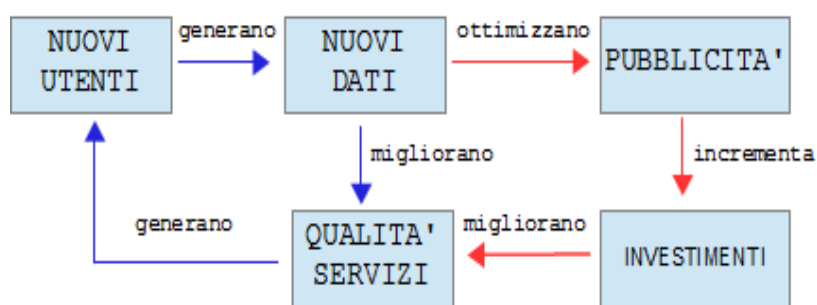 NUOVI
UTENTI
generano
NUOVI
DATI
ottimizzano
PUBBLICITA'
migliorano
incrementa
generano
QUALITA'
SERVIZI
migliorano
INVESTIMENTI